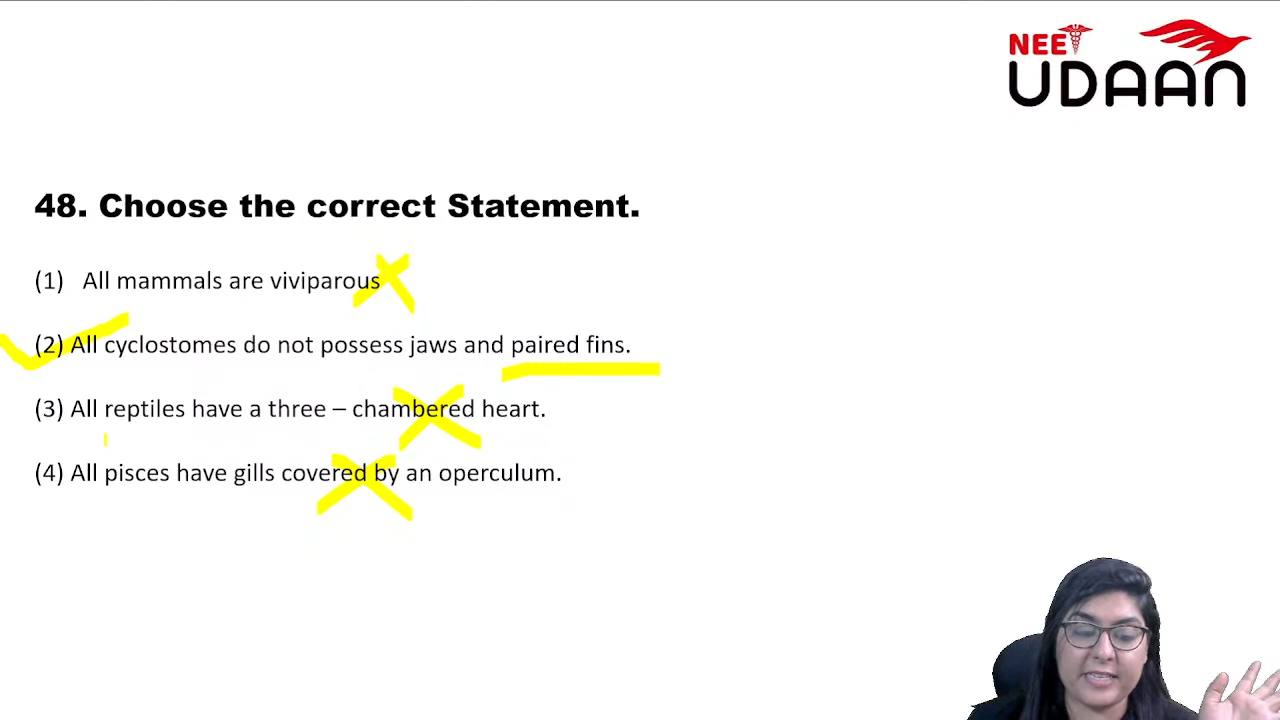 NEET
UDAAN
48. Choose the correct Statement.
(1) All mammals are viviparous
(2) All cyclostomes do not possess jaws and paired fins.
(3) All reptiles have a three – chambered heart.
(4) All pisces have gills covered by an operculum.